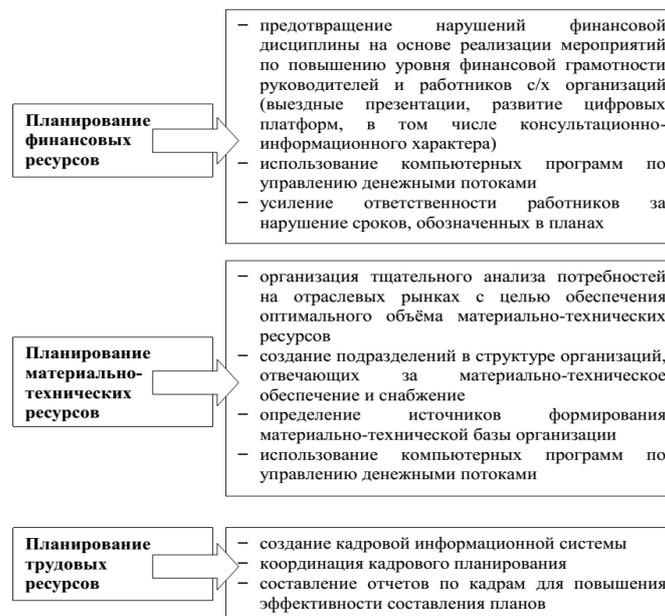 Планирование
финансовых
ресурсов
– предотвращение нарушений финансовой
дисциплины на основе реализации мероприятий
по повышению уровня финансовой грамотности
руководителей и работников с/х организаций
(выездные презентации, развитие цифровых
платформ, в том числе консультационно-
информационного характера)
– использование компьютерных программ по
управлению денежными потоками
– усиление ответственности работников за
нарушение сроков, обозначенных в планах
Планирование
материально-
технических
ресурсов
– организация тщательного анализа потребностей
на отраслевых рынках с целью обеспечения
оптимального объёма материально-технических
ресурсов
– создание подразделений в структуре организаций,
отвечающих за материально-техническое
обеспечение и снабжение
– определение источников формирования
материально-технической базы организации
– использование компьютерных программ по
управлению денежными потоками
Планирование
трудовых
ресурсов
– создание кадровой информационной системы
– координация кадрового планирования
– составление отчетов по кадрам для повышения
эффективности составления планов